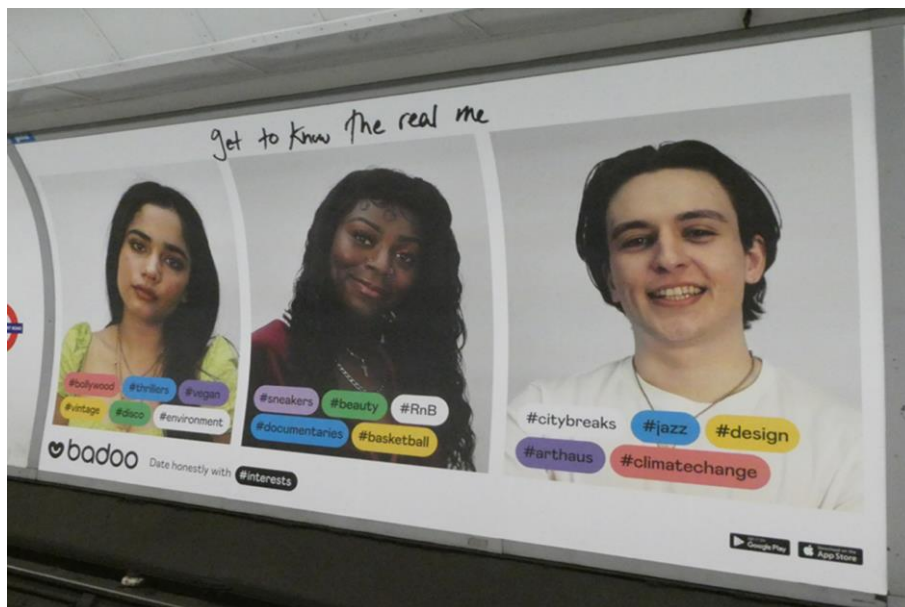 get to know the real me
#bollywood #thrillers #vegan
#vintage #disco #environment
#sneakers #beauty #RnB
#documentaries #basketball
#citybreaks #jazz #design
#arthaus #climatechange
badoo
Date honestly with #interests
Google Play
App Store